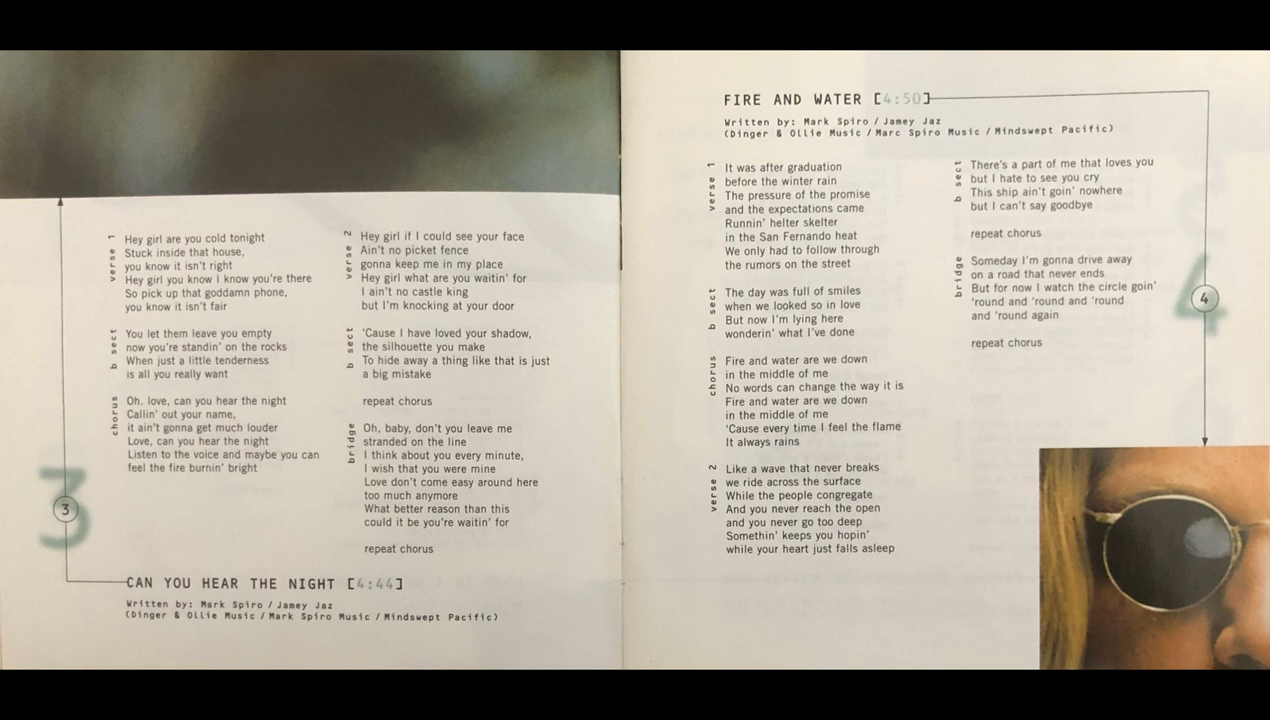 verse 1
Hey girl are you cold tonight
Stuck inside that house,
you know it isn't right
Hey girl you know I know you're there
So pick up that goddamn phone,
you know it isn't fair
b sect
You let them leave you empty
now you're standin' on the rocks
When just a little tenderness
is all you really want
chorus
Oh. love, can you hear the night
Callin' out your name,
it ain't gonna get much louder
Love, can you hear the night
Listen to the voice and maybe you can
feel the fire burnin' bright
verse 2
Hey girl if I could see your face
Ain't no picket fence
gonna keep me in my place
Hey girl what are you waitin' for
I ain't no castle king
but I'm knocking at your door
b sect
'Cause I have loved your shadow,
the silhouette you make
To hide away a thing like that is just
a big mistake
repeat chorus
bridge
Oh, baby, don't you leave me
stranded on the line
I think about you every minute,
I wish that you were mine
Love don't come easy around here
too much anymore
What better reason than this
could it be you're waitin' for
repeat chorus
3
CAN YOU HEAR THE NIGHT [4:44]
Written by: Mark Spiro / Jamey Jaz
(Dinger & Ollie Music / Mark Spiro Music / Mindswept Pacific)
FIRE AND WATER [4:50]
Written by: Mark Spiro / Jamey Jaz
(Dinger & Ollie Music / Marc Spiro Music / Mindswept Pacific)
verse 1
It was after graduation
before the winter rain
The pressure of the promise
and the expectations came
Runnin' helter skelter
in the San Fernando heat
We only had to follow through
the rumors on the street
b sect
The day was full of smiles
when we looked so in love
But now I'm lying here
wonderin' what I've done
chorus
Fire and water are we down
in the middle of me
No words can change the way it is
Fire and water are we down
in the middle of me
'Cause every time I feel the flame
It always rains
verse 2
Like a wave that never breaks
we ride across the surface
While the people congregate
And you never reach the open
and you never go too deep
Somethin' keeps you hopin'
while your heart just falls asleep
b sect
There's a part of me that loves you
but I hate to see you cry
This ship ain't goin' nowhere
but I can't say goodbye
repeat chorus
bridge
Someday I'm gonna drive away
on a road that never ends
But for now I watch the circle goin'
'round and 'round and 'round
and 'round again
repeat chorus
4